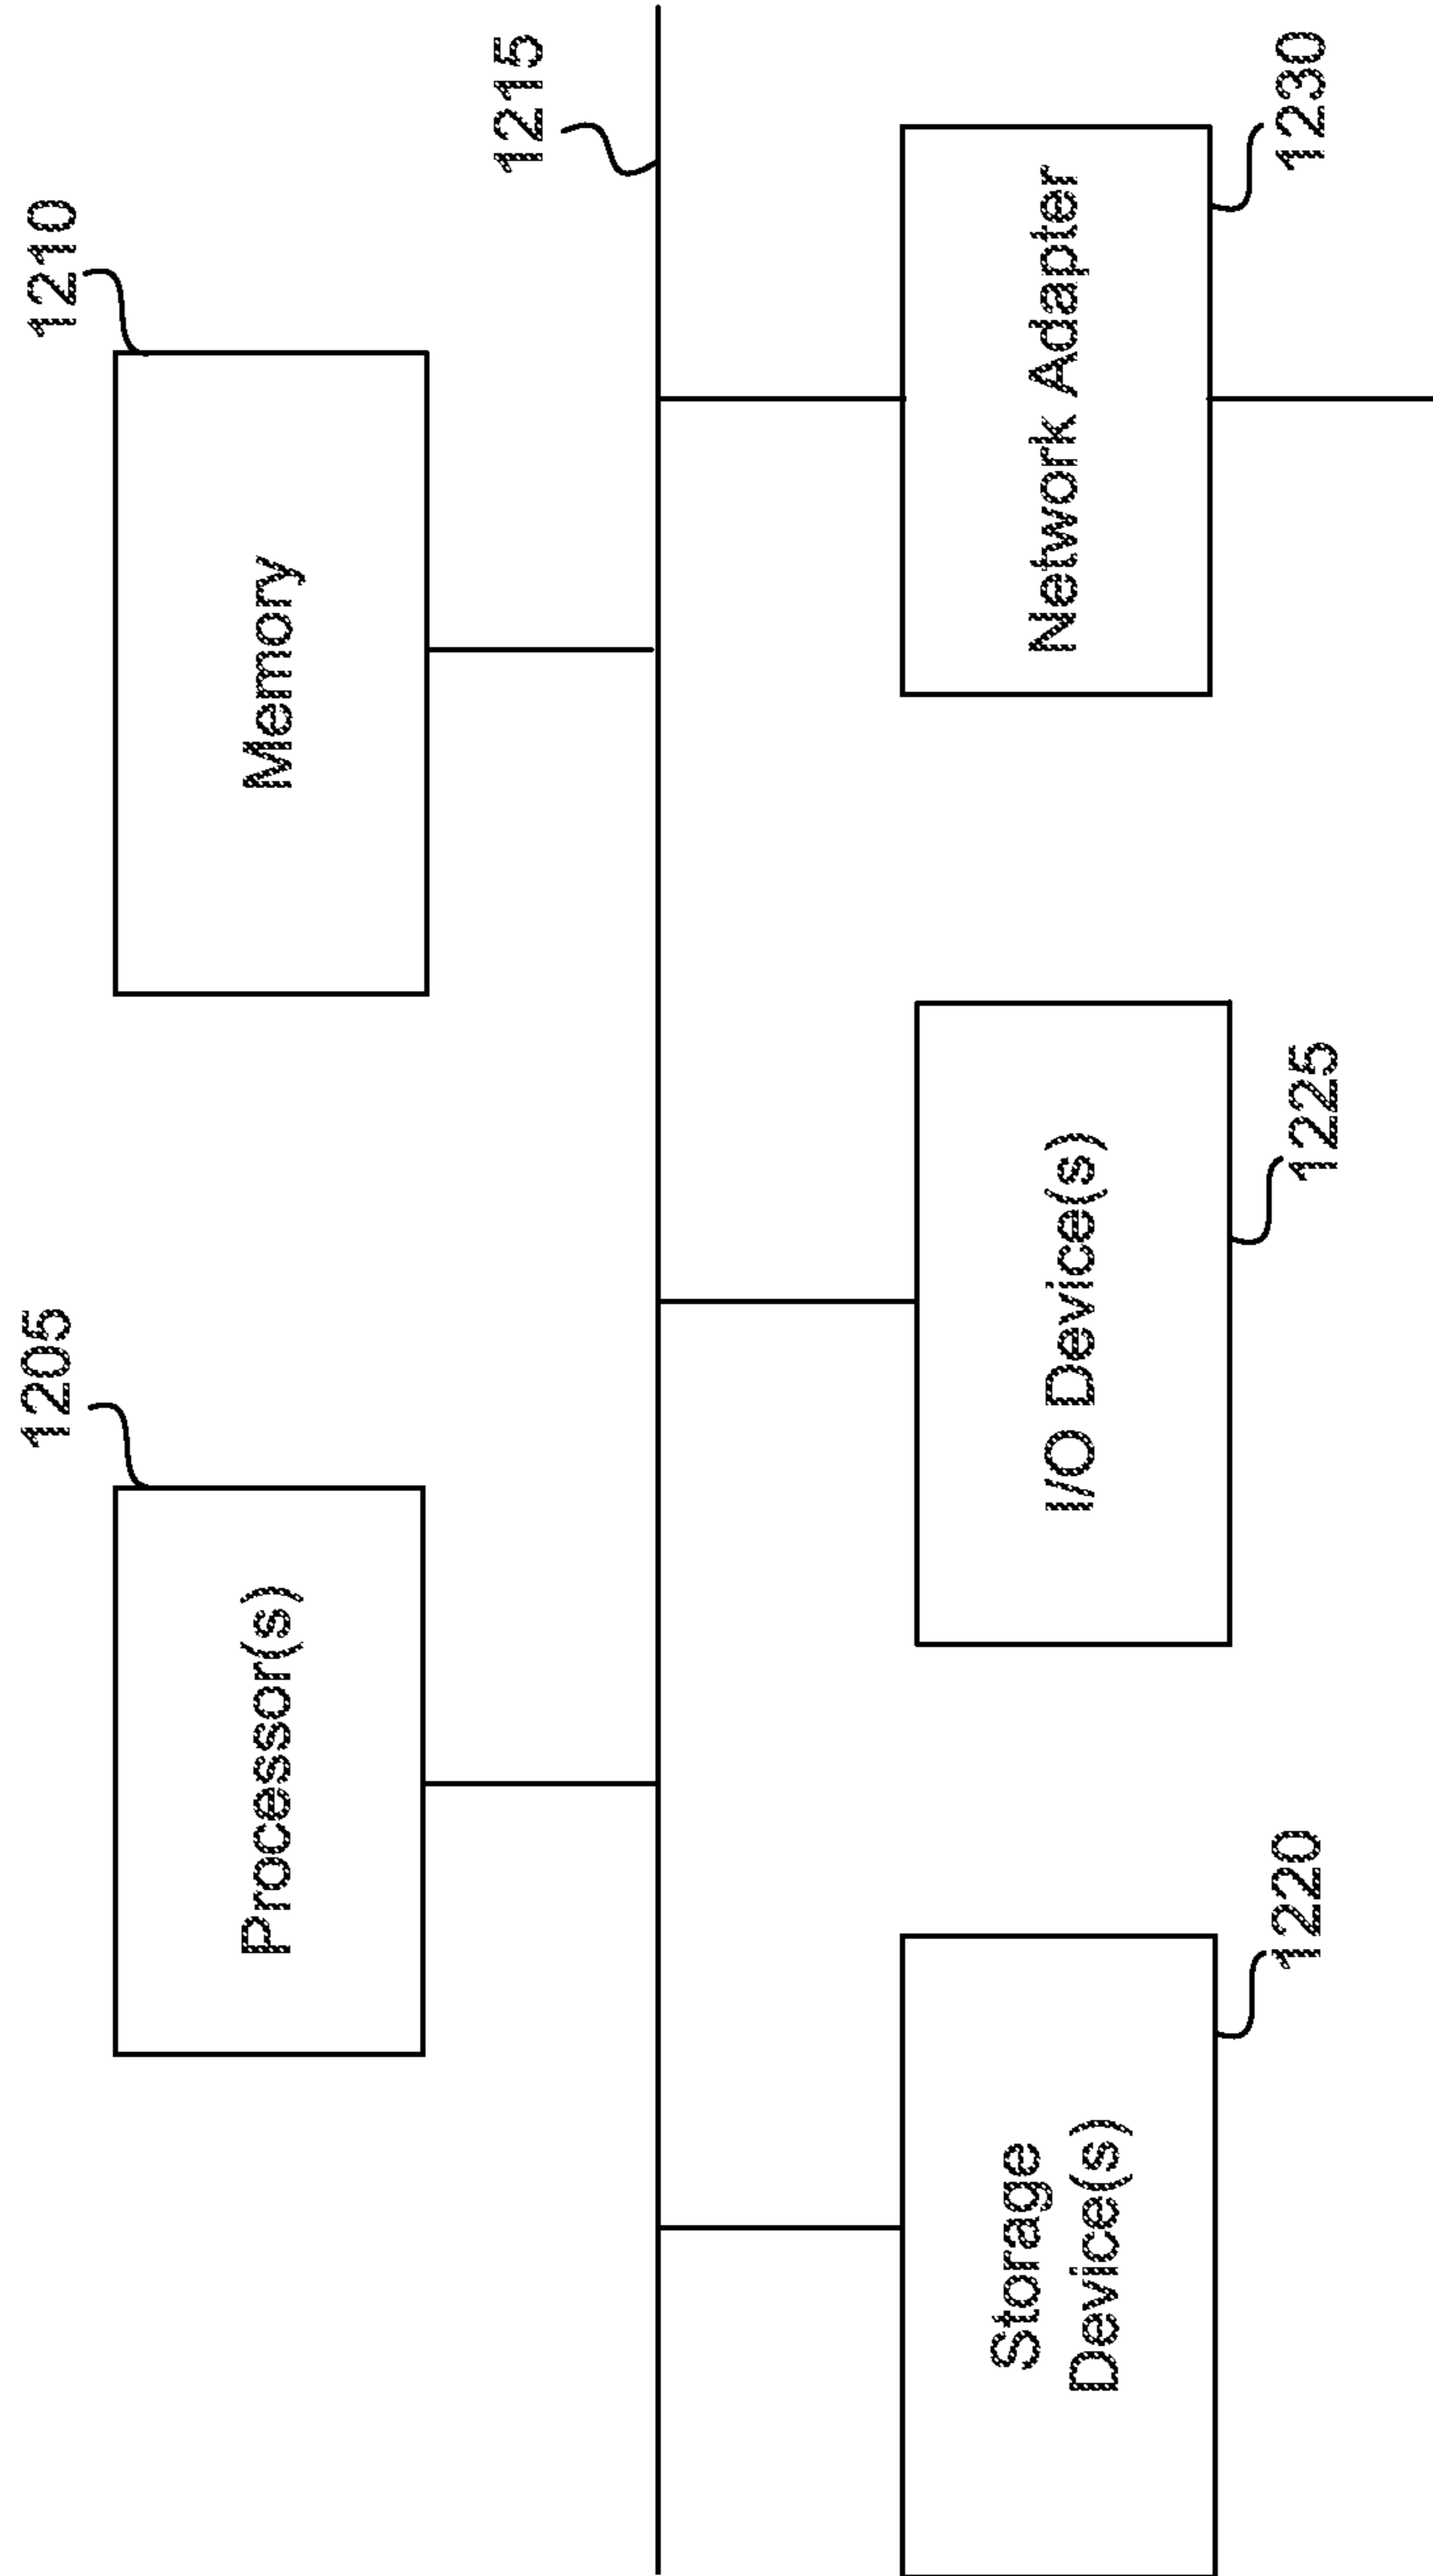 1205
1210
Processor(s)
Memory
1215
Storage
Device(s)
I/O Device(s)
Network Adapter
1220
1225
1230